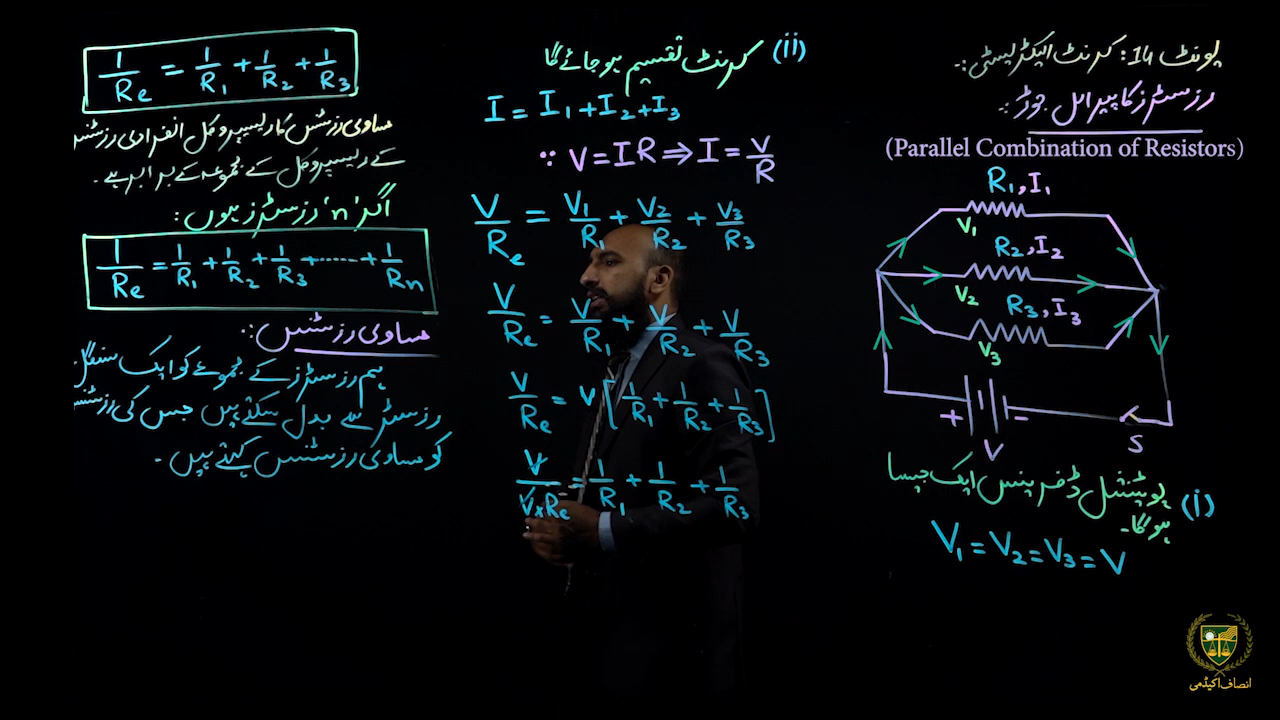 یونٹ 14: کرنٹ الیکٹریسٹی:۔
رزسٹرز کا پیرامل جوڑ:۔
(Parallel Combination of Resistors)
R₁, I₁
V₁
R₂, I₂
V₂
R₃, I₃
V₃
+ −
V
S
(i) پوٹینشل ڈفرینس ایک جیسا
ہوگا۔
V₁ = V₂ = V₃ = V
(ii) کرنٹ تقسیم ہو جائے گا
I = I₁ + I₂ + I₃
∵ V = IR ⇒ I = V/R
V/Re = V₁/R₁ + V₂/R₂ + V₃/R₃
V/Re = V/R₁ + V/R₂ + V/R₃
V/Re = V [1/R₁ + 1/R₂ + 1/R₃]
V/(V×Re) = 1/R₁ + 1/R₂ + 1/R₃
1/Re = 1/R₁ + 1/R₂ + 1/R₃
مساوی رزسٹنس کا ریسیپروکل انفرادی رزسٹنس
کے ریسیپروکل کے مجموعہ کے برابر ہے۔
اگر 'n' رزسٹرز ہوں:
1/Re = 1/R₁ + 1/R₂ + 1/R₃ + ...... + 1/Rn
مساوی رزسٹنس:۔
ہم رزسٹرز کے مجموعے کو ایک سنگل
رزسٹر سے بدل سکتے ہیں جس کی رزسٹنس
کو مساوی رزسٹنس کہتے ہیں۔
انصاف اکیڈمی